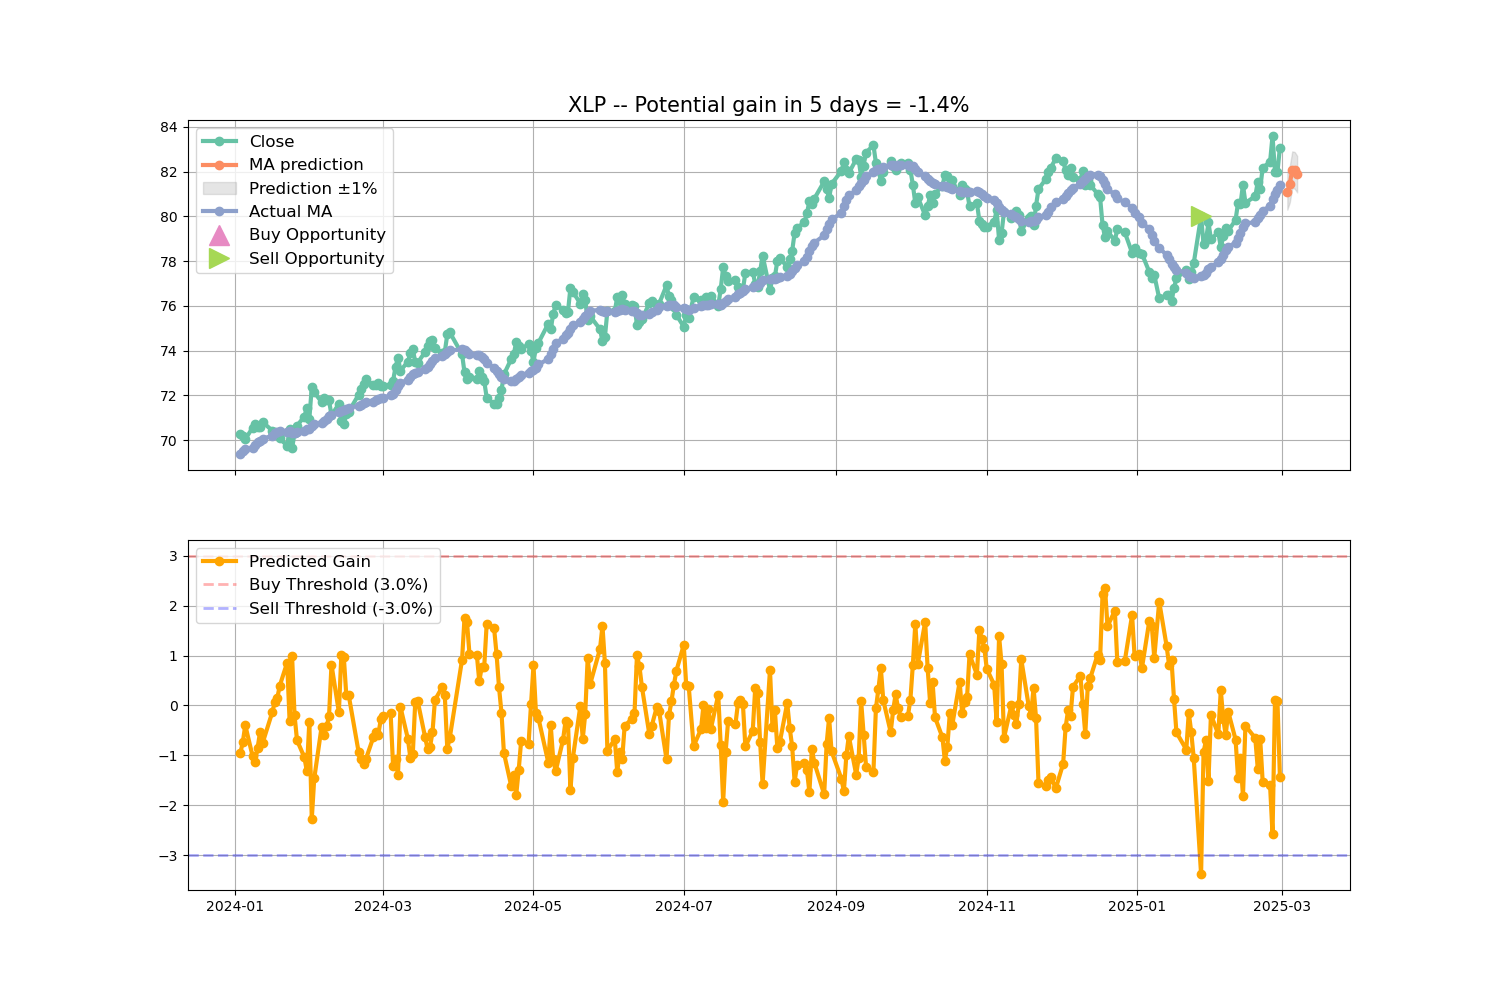 XLP -- Potential gain in 5 days = -1.4%
84
82
80
78
76
74
72
70
Close
MA prediction
Prediction ±1%
Actual MA
Buy Opportunity
Sell Opportunity
3
2
1
0
−1
−2
−3
Predicted Gain
Buy Threshold (3.0%)
Sell Threshold (-3.0%)
2024-01
2024-03
2024-05
2024-07
2024-09
2024-11
2025-01
2025-03